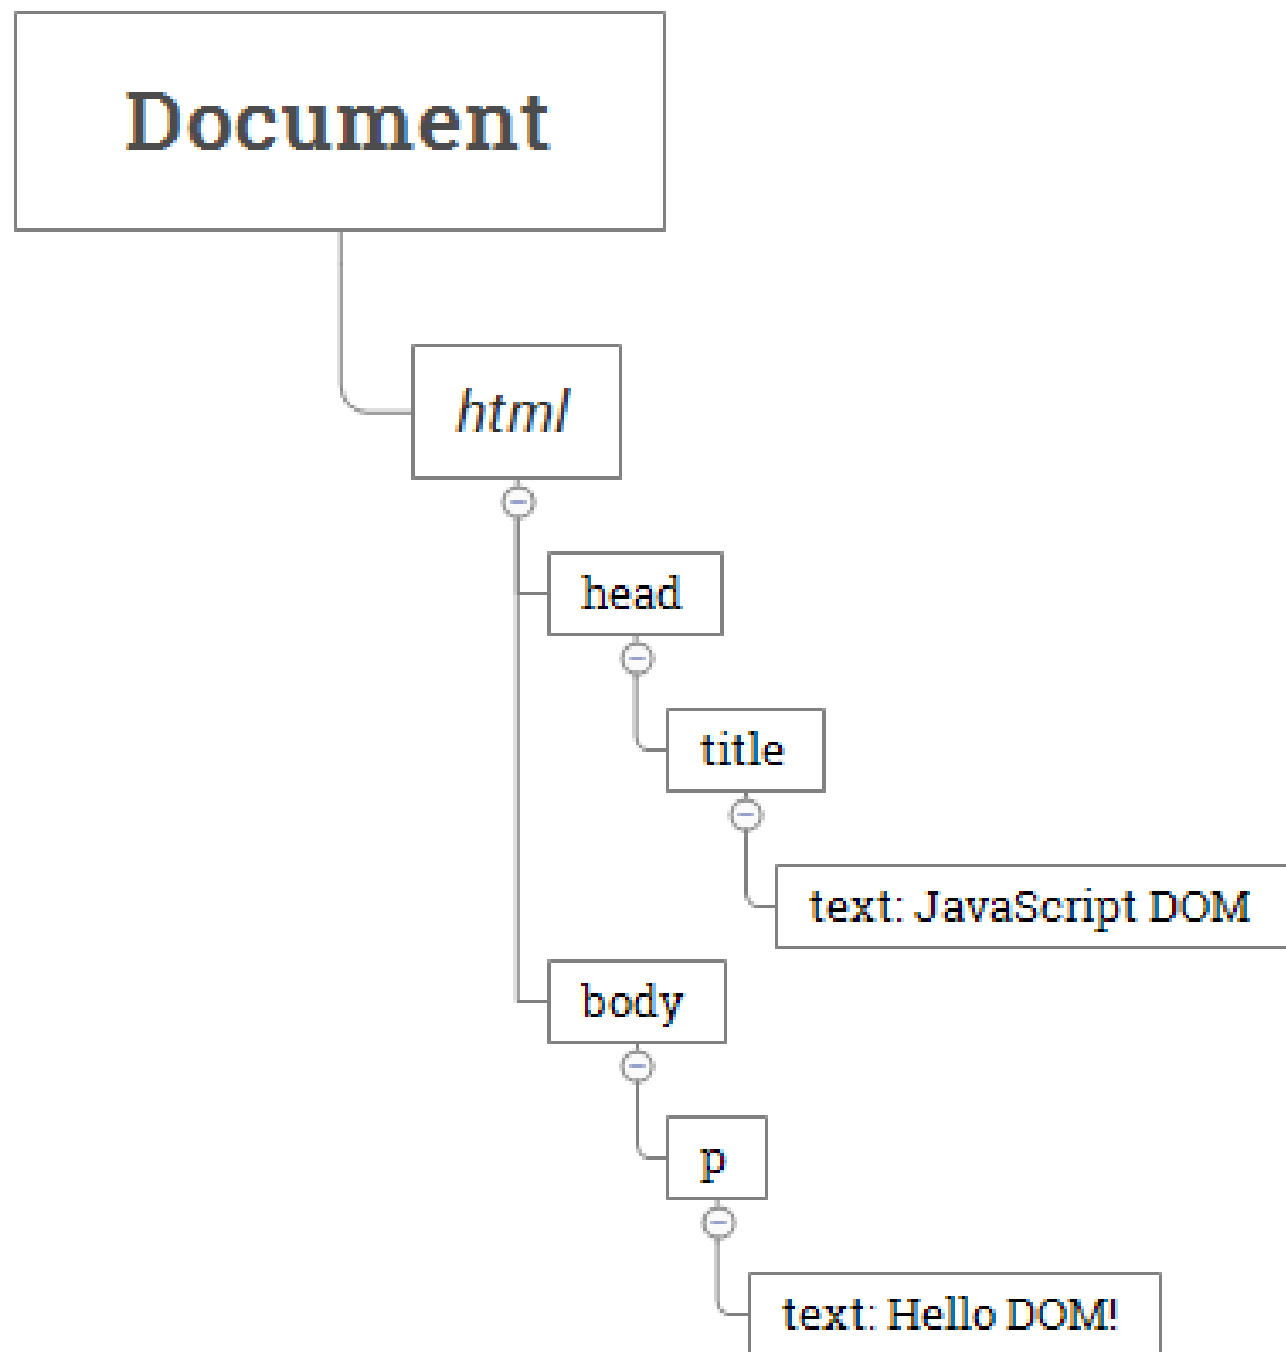 Document
html
head
title
text: JavaScript DOM
body
p
text: Hello DOM!